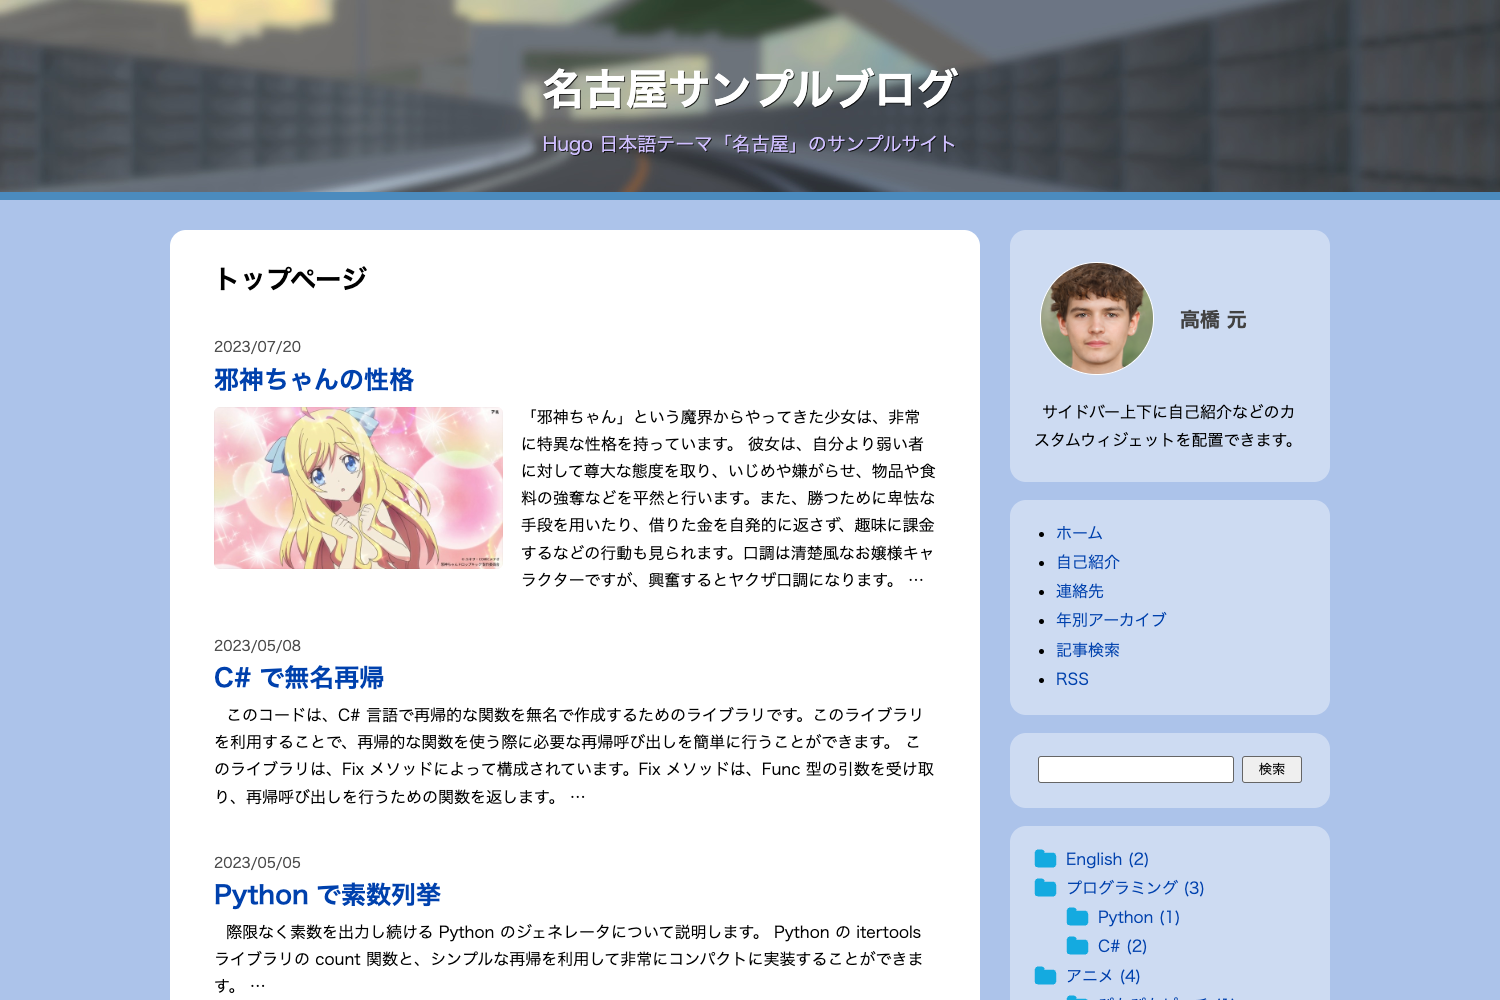 名古屋サンプルブログ
Hugo 日本語テーマ「名古屋」のサンプルサイト
トップページ
2023/07/20
邪神ちゃんの性格
「邪神ちゃん」という魔界からやってきた少女は、非常
に特異な性格を持っています。 彼女は、自分より弱い者
に対して尊大な態度を取り、いじめや嫌がらせ、物品や食
料の強奪などを平然と行います。また、勝つために卑怯な
手段を用いたり、借りた金を自発的に返さず、趣味に課金
するなどの行動も見られます。口調は清楚風なお嬢様キャ
ラクターですが、興奮するとヤクザ口調になります。 …
2023/05/08
C# で無名再帰
このコードは、C# 言語で再帰的な関数を無名で作成するためのライブラリです。このライブラリ
を利用することで、再帰的な関数を使う際に必要な再帰呼び出しを簡単に行うことができます。 こ
のライブラリは、Fix メソッドによって構成されています。Fix メソッドは、Func 型の引数を受け取
り、再帰呼び出しを行うための関数を返します。 …
2023/05/05
Python で素数列挙
際限なく素数を出力し続ける Python のジェネレータについて説明します。 Python の itertools
ライブラリの count 関数と、シンプルな再帰を利用して非常にコンパクトに実装することができま
す。 …
高橋 元
サイドバー上下に自己紹介などのカ
スタムウィジェットを配置できます。
ホーム
自己紹介
連絡先
年別アーカイブ
記事検索
RSS
検索
English (2)
プログラミング (3)
Python (1)
C# (2)
アニメ (4)